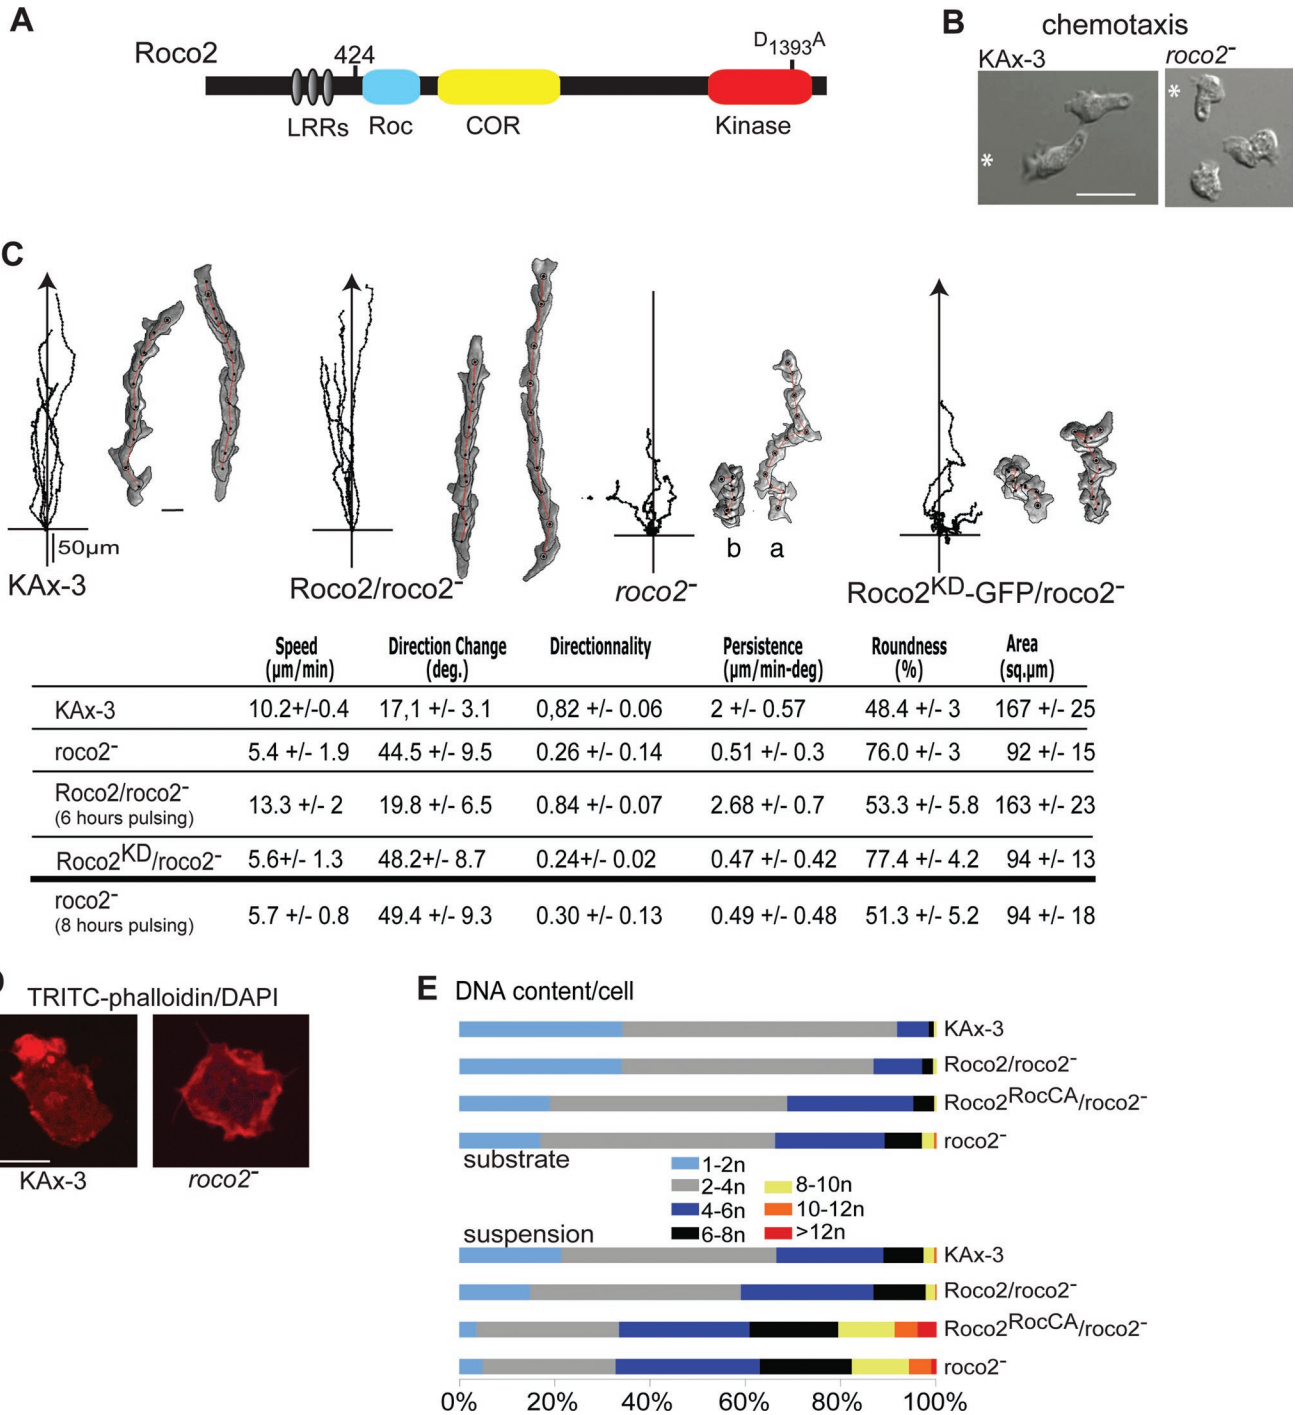 A
Roco2
424
D1393A
LRRs
Roc
COR
Kinase
B
chemotaxis
KAx-3
roco2-
*
*
C
50µm
KAx-3
Roco2/roco2-
b
a
roco2-
Roco2KD-GFP/roco2-
Speed Direction Change Directionnality Persistence Roundness Area
(µm/min) (deg.) (µm/min-deg) (%) (sq.µm)
KAx-3 10.2+/-0.4 17,1 +/- 3.1 0,82 +/- 0.06 2 +/- 0.57 48.4 +/- 3 167 +/- 25
roco2- 5.4 +/- 1.9 44.5 +/- 9.5 0.26 +/- 0.14 0.51 +/- 0.3 76.0 +/- 3 92 +/- 15
Roco2/roco2- 13.3 +/- 2 19.8 +/- 6.5 0.84 +/- 0.07 2.68 +/- 0.7 53.3 +/- 5.8 163 +/- 23
(6 hours pulsing)
Roco2KD/roco2- 5.6+/- 1.3 48.2+/- 8.7 0.24+/- 0.02 0.47 +/- 0.42 77.4 +/- 4.2 94 +/- 13
roco2- 5.7 +/- 0.8 49.4 +/- 9.3 0.30 +/- 0.13 0.49 +/- 0.48 51.3 +/- 5.2 94 +/- 18
(8 hours pulsing)
TRITC-phalloidin/DAPI
KAx-3
roco2-
E DNA content/cell
KAx-3
Roco2/roco2-
Roco2RocCA/roco2-
roco2-
substrate
1-2n
2-4n
4-6n
6-8n
8-10n
10-12n
>12n
suspension
KAx-3
Roco2/roco2-
Roco2RocCA/roco2-
roco2-
0% 20% 40% 60% 80% 100%